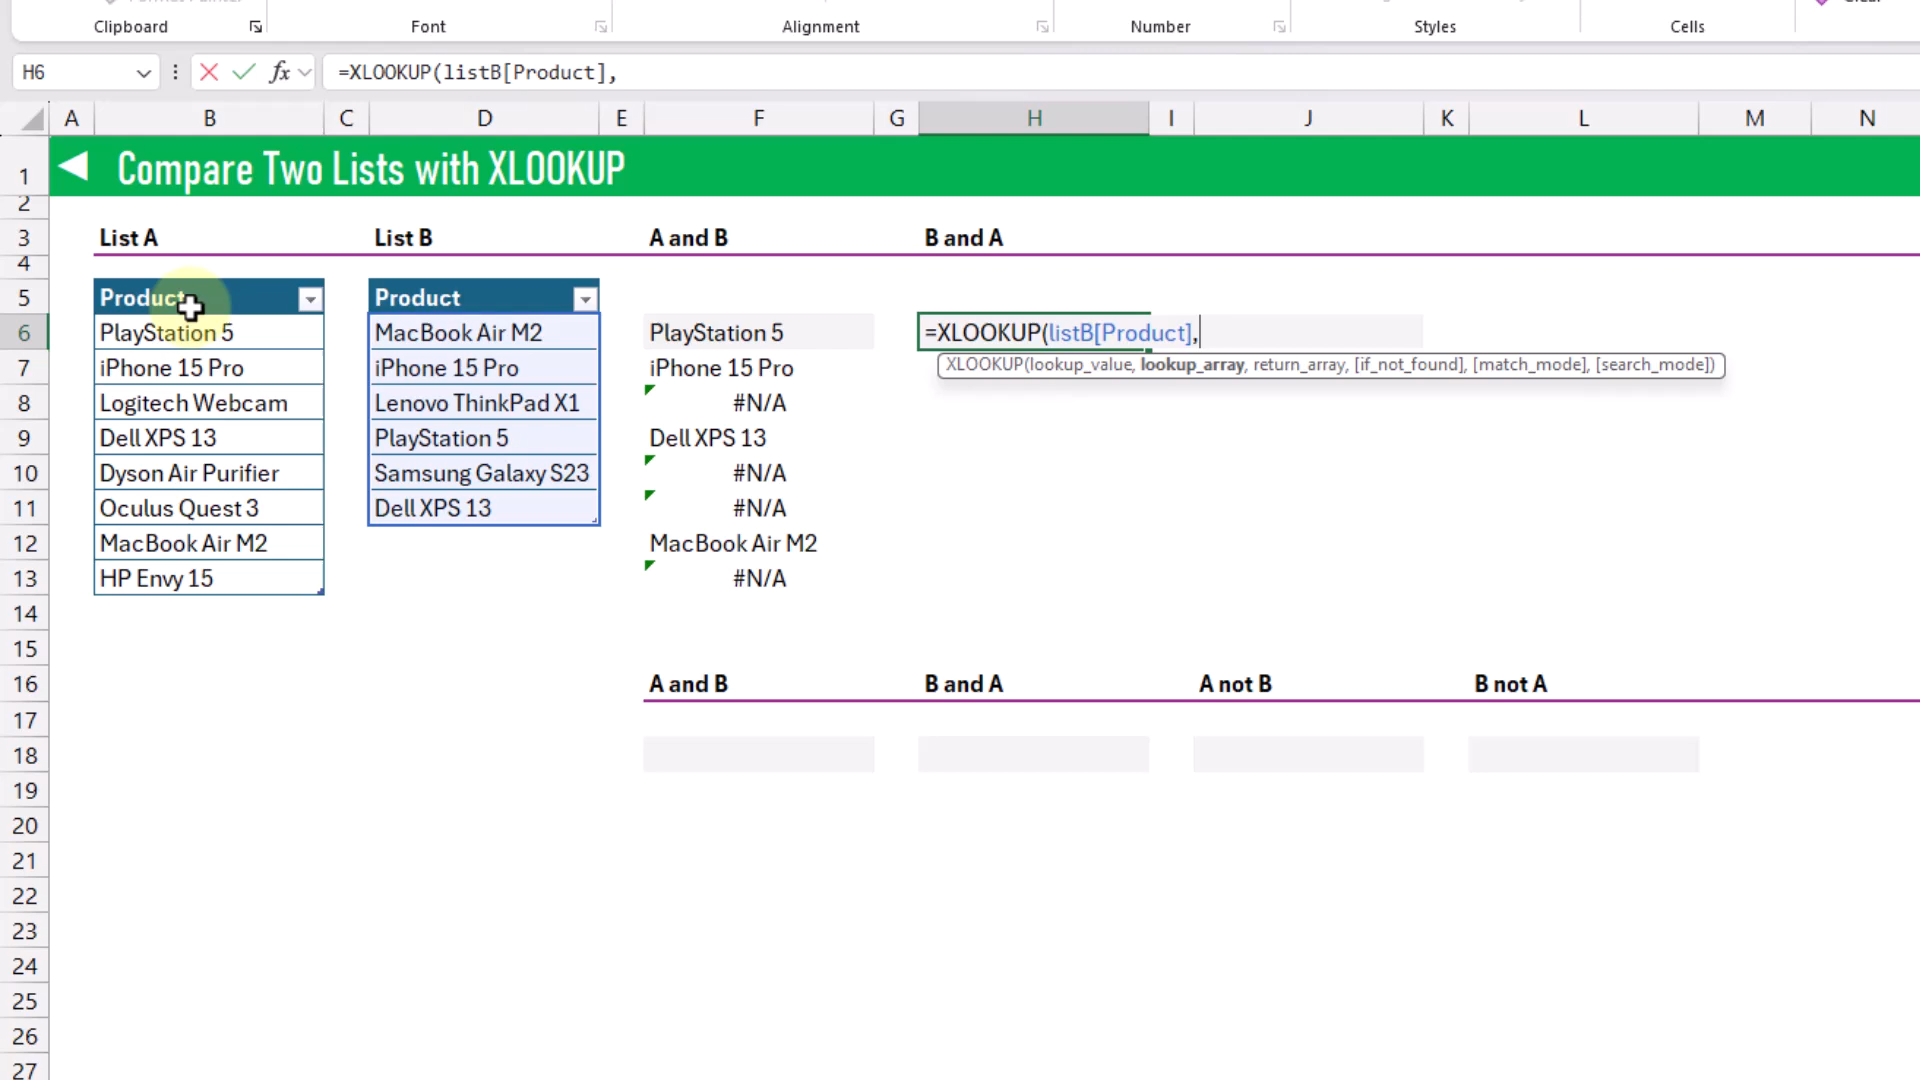 Clipboard Font Alignment Number Styles Cells
H6 fx =XLOOKUP(listB[Product],
A B C D E F G H I J K L M N
1 Compare Two Lists with XLOOKUP
2
3 List A List B A and B B and A
4
5 Product Product
6 PlayStation 5 MacBook Air M2 PlayStation 5 =XLOOKUP(listB[Product],
XLOOKUP(lookup_value, lookup_array, return_array, [if_not_found], [match_mode], [search_mode])
7 iPhone 15 Pro iPhone 15 Pro iPhone 15 Pro
8 Logitech Webcam Lenovo ThinkPad X1 #N/A
9 Dell XPS 13 PlayStation 5 Dell XPS 13
10 Dyson Air Purifier Samsung Galaxy S23 #N/A
11 Oculus Quest 3 Dell XPS 13 #N/A
12 MacBook Air M2 MacBook Air M2
13 HP Envy 15 #N/A
14
15
16 A and B B and A A not B B not A
17
18
19
20
21
22
23
24
25
26
27